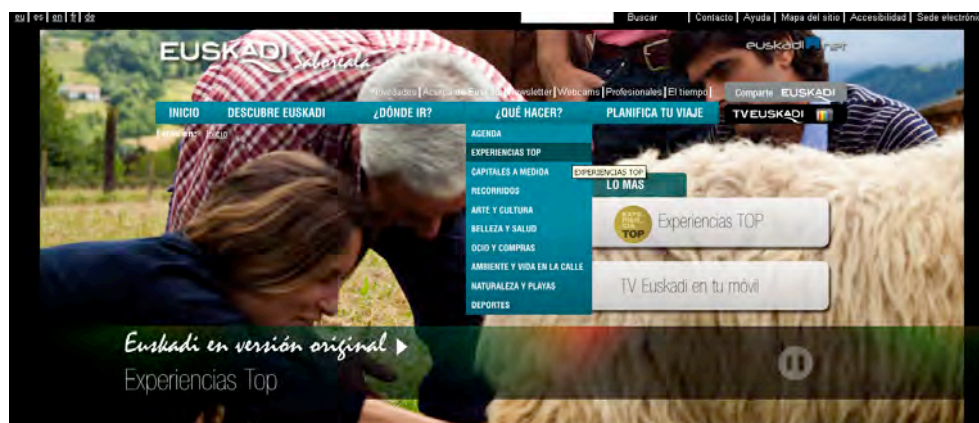 eu | es | en | fr | de
Buscar | Contacto | Ayuda | Mapa del sitio | Accesibilidad | Sede electróni
EUSKADI Saboréala
euskadi.net
Novedades | Acerca de | Newsletter | Webcams | Profesionales | El tiempo |
Comparte EUSKADI
INICIO DESCUBRE EUSKADI ¿DÓNDE IR? ¿QUÉ HACER? PLANIFICA TU VIAJE TVEUSKADI
Inicio
AGENDA
EXPERIENCIAS TOP
CAPITALES A MEDIDA
EXPERIENCIAS TOP
RECORRIDOS
LO MAS
ARTE Y CULTURA
BELLEZA Y SALUD
OCIO Y COMPRAS
AMBIENTE Y VIDA EN LA CALLE
NATURALEZA Y PLAYAS
DEPORTES
TOP
Experiencias TOP
TV Euskadi en tu móvil
Euskadi en versión original
Experiencias Top